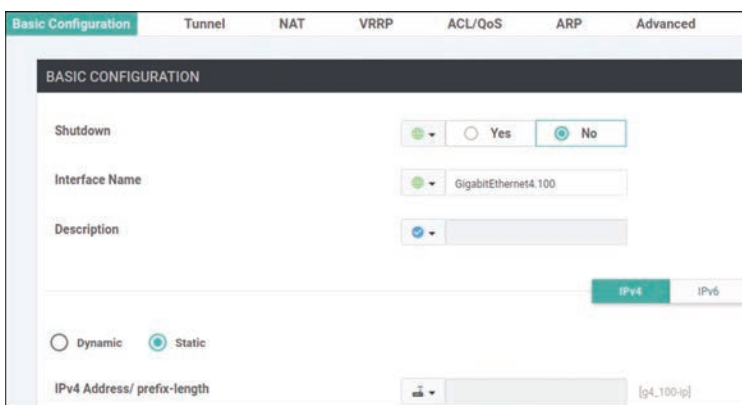 Basic Configuration Tunnel NAT VRRP ACL/QoS ARP Advanced
BASIC CONFIGURATION
Shutdown Yes No
Interface Name GigabitEthernet4.100
Description
IPv4 IPv6
Dynamic Static
IPv4 Address/ prefix-length [g4_100-ip]